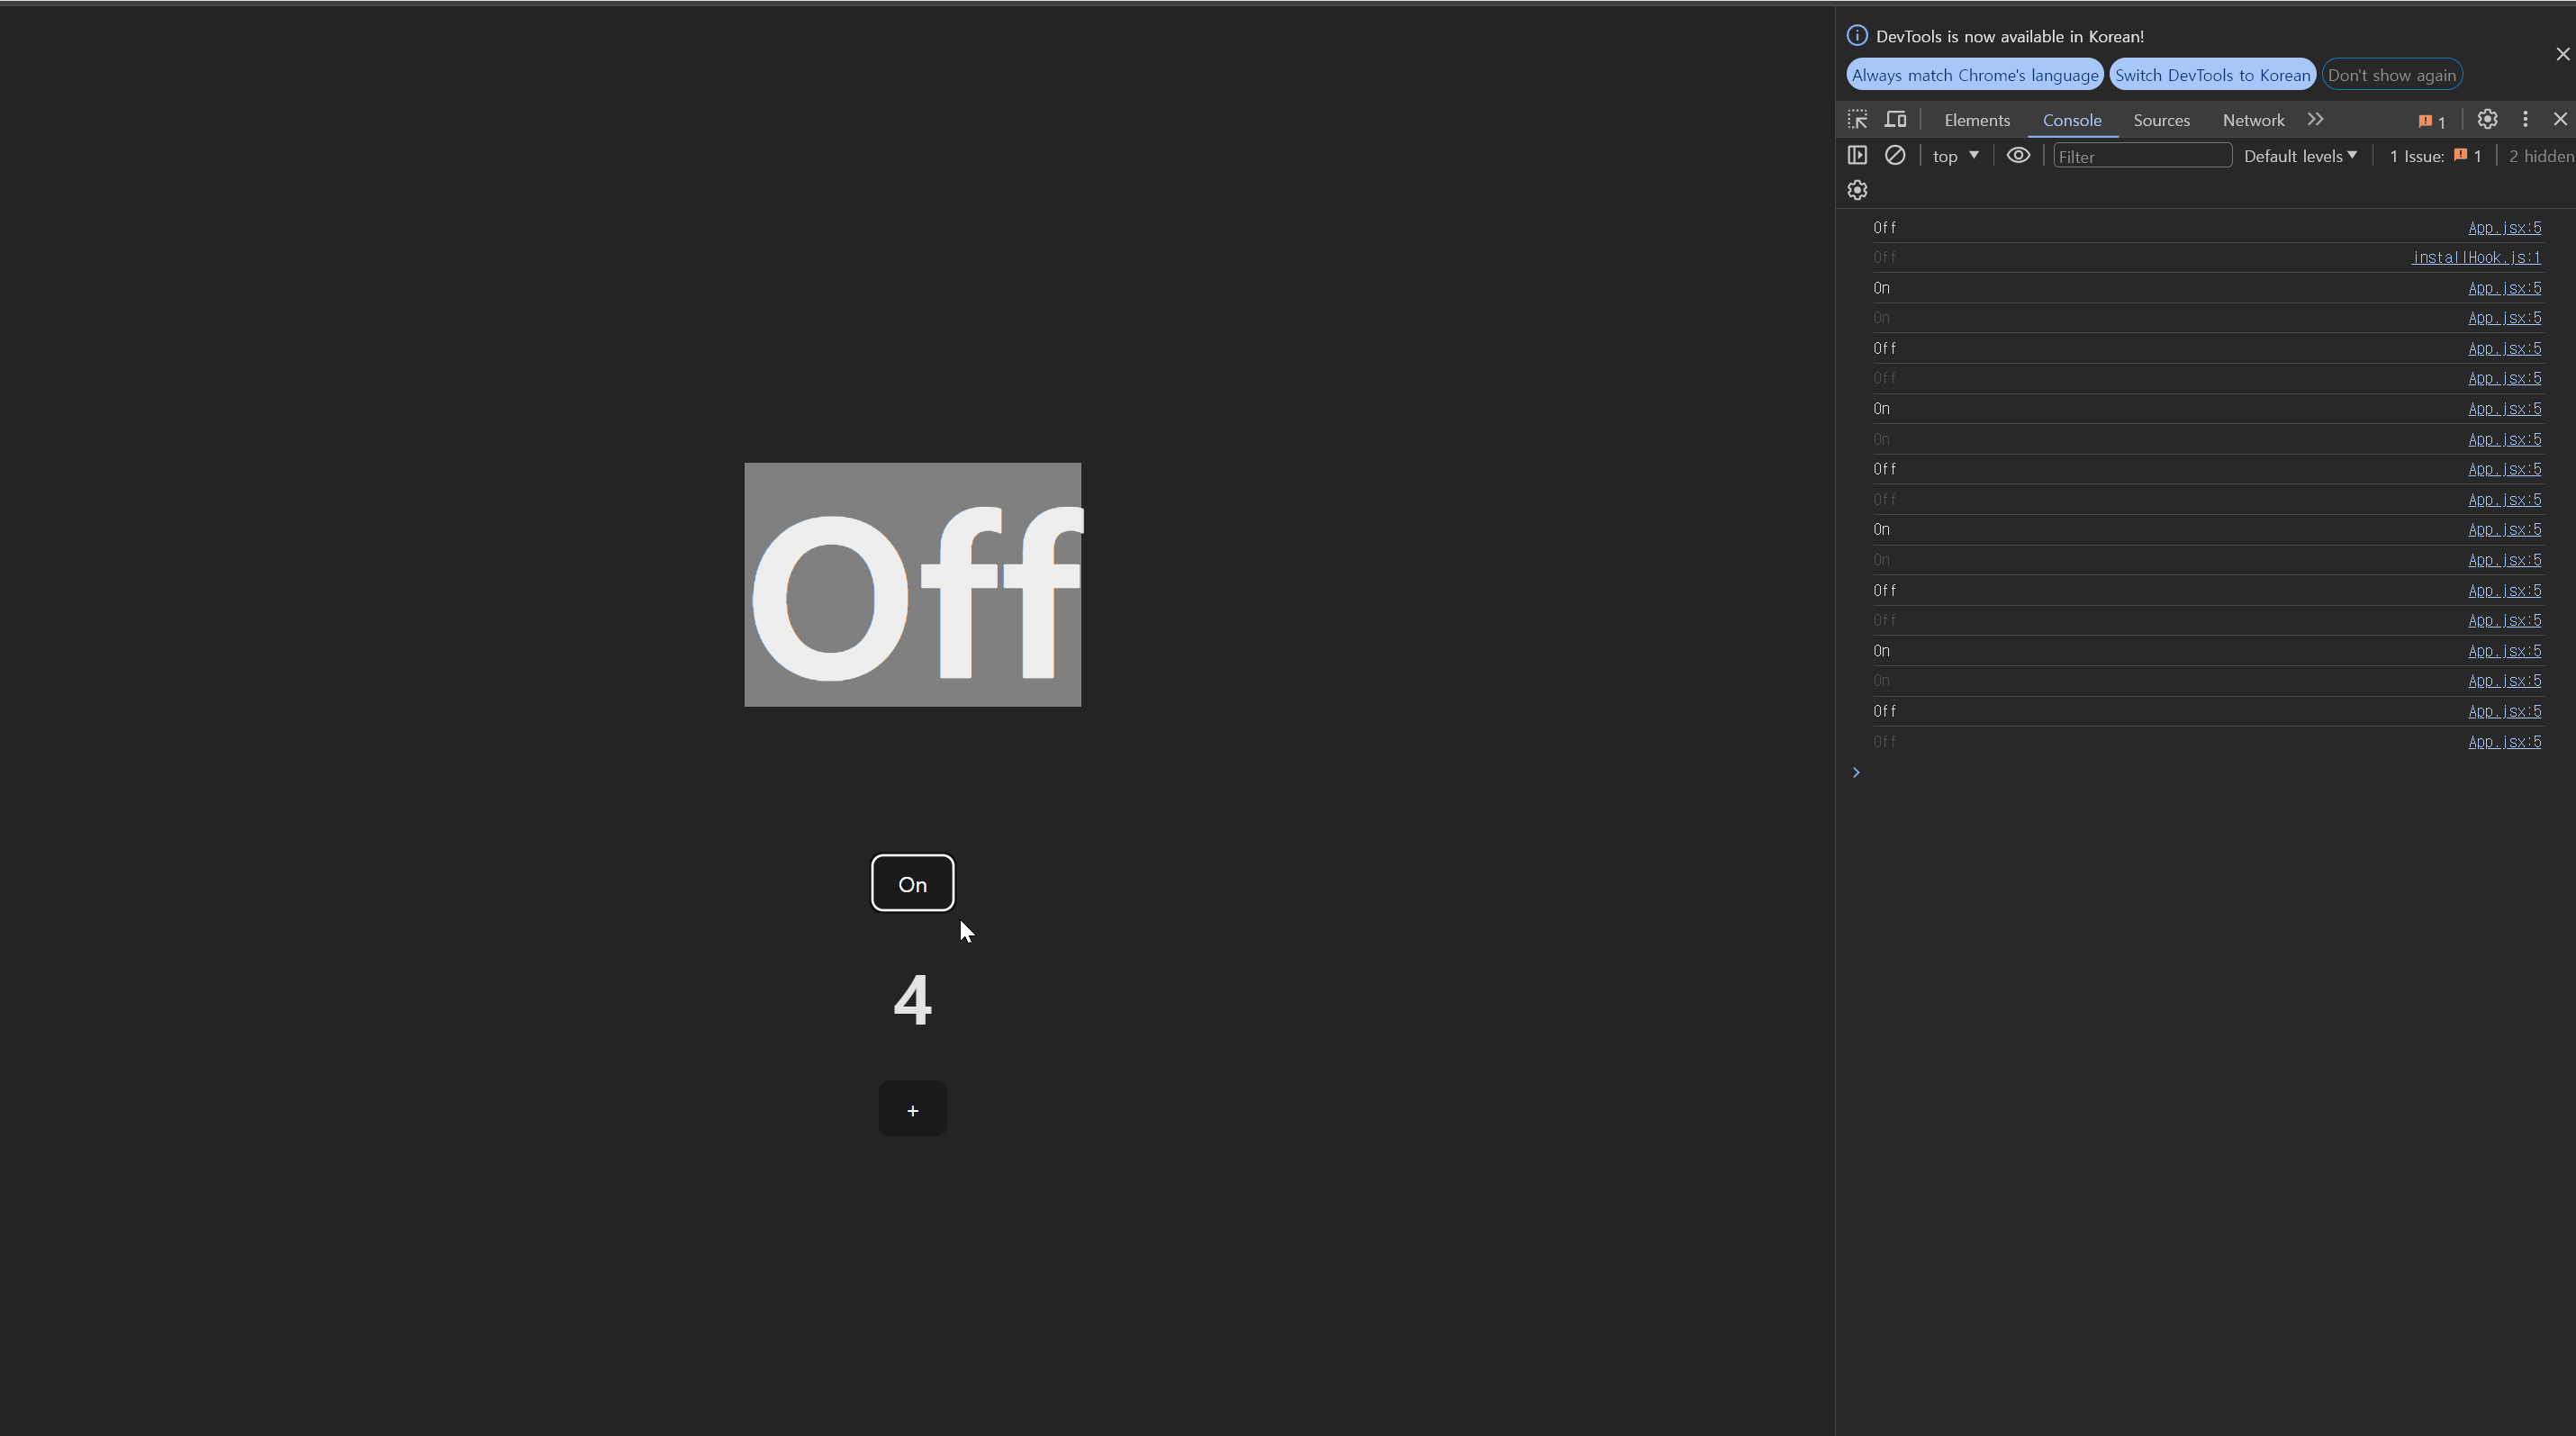 Off
On
4
+
DevTools is now available in Korean!
Always match Chrome's language Switch DevTools to Korean Don't show again
Elements Console Sources Network 1
top Filter Default levels 1 Issue: 1 2 hidden
Off App.jsx:5
Off installHook.js:1
On App.jsx:5
On App.jsx:5
Off App.jsx:5
Off App.jsx:5
On App.jsx:5
On App.jsx:5
Off App.jsx:5
Off App.jsx:5
On App.jsx:5
On App.jsx:5
Off App.jsx:5
Off App.jsx:5
On App.jsx:5
On App.jsx:5
Off App.jsx:5
Off App.jsx:5